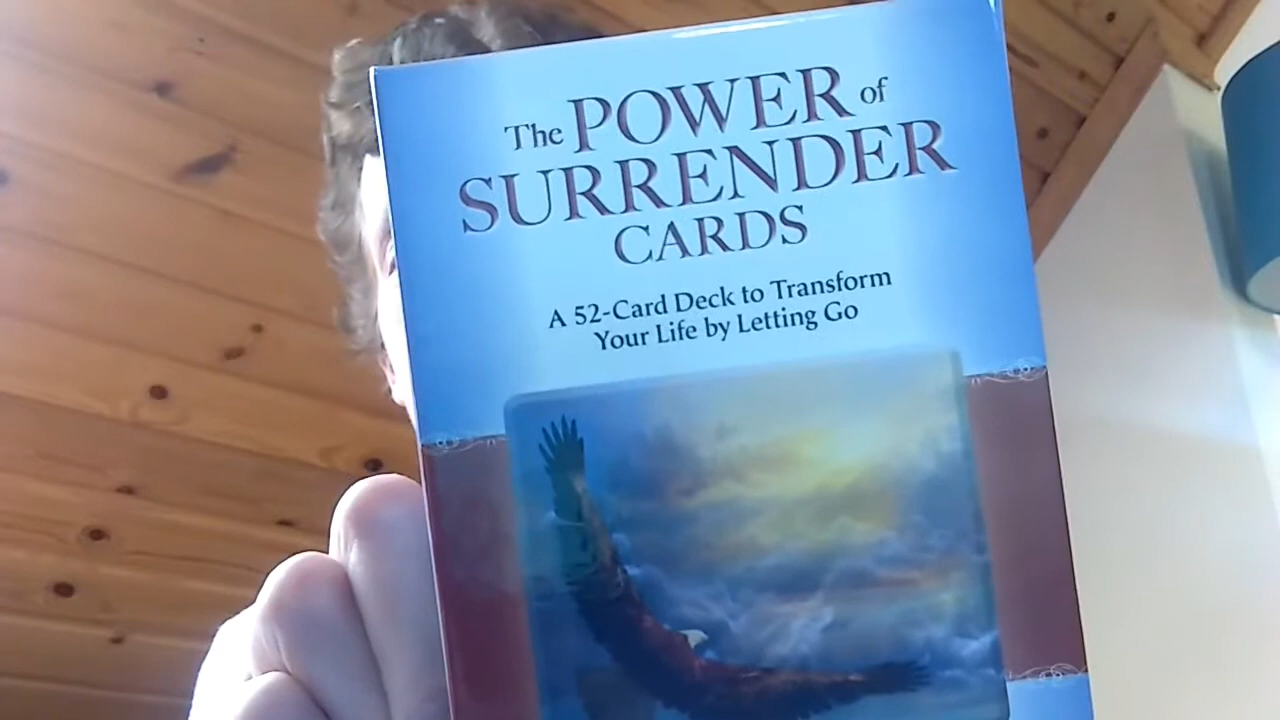 The POWER of
SURRENDER
CARDS
A 52-Card Deck to Transform
Your Life by Letting Go